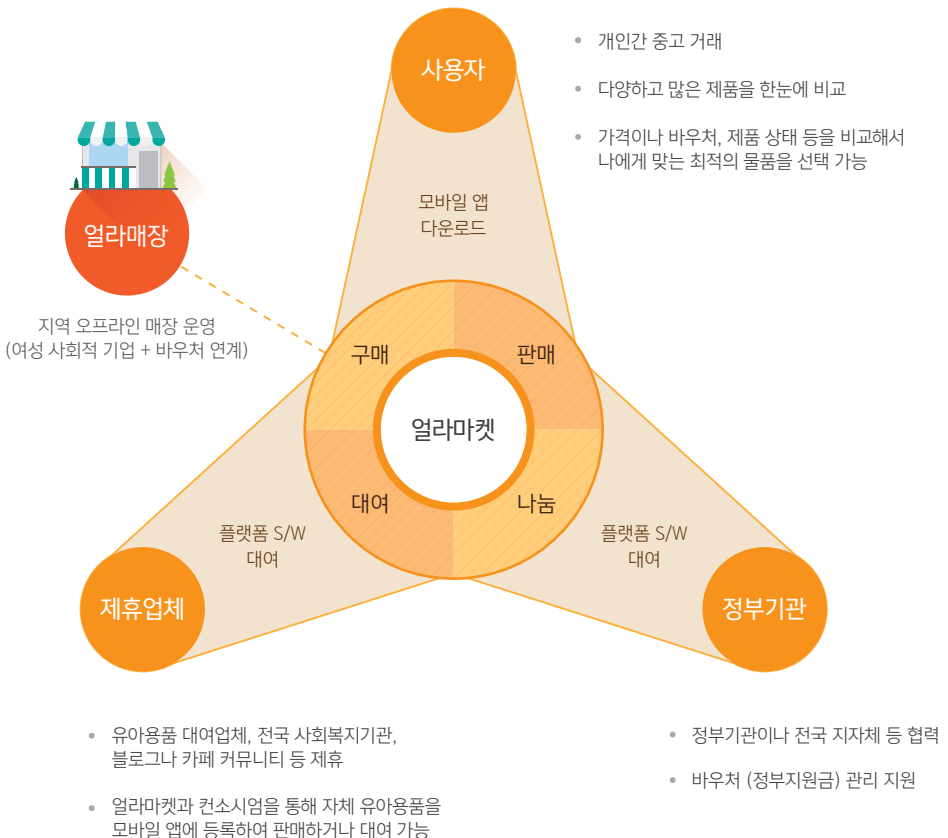 사용자
• 개인간 중고 거래
• 다양하고 많은 제품을 한눈에 비교
• 가격이나 바우처, 제품 상태 등을 비교해서
나에게 맞는 최적의 물품을 선택 가능
모바일 앱
다운로드
얼라매장
지역 오프라인 매장 운영
(여성 사회적 기업 + 바우처 연계)
구매
판매
얼라마켓
대여
나눔
플랫폼 S/W
대여
플랫폼 S/W
대여
제휴업체
정부기관
• 유아용품 대여업체, 전국 사회복지기관,
블로그나 카페 커뮤니티 등 제휴
• 얼라마켓과 컨소시엄을 통해 자체 유아용품을
모바일 앱에 등록하여 판매하거나 대여 가능
• 정부기관이나 전국 지자체 등 협력
• 바우처 (정부지원금) 관리 지원